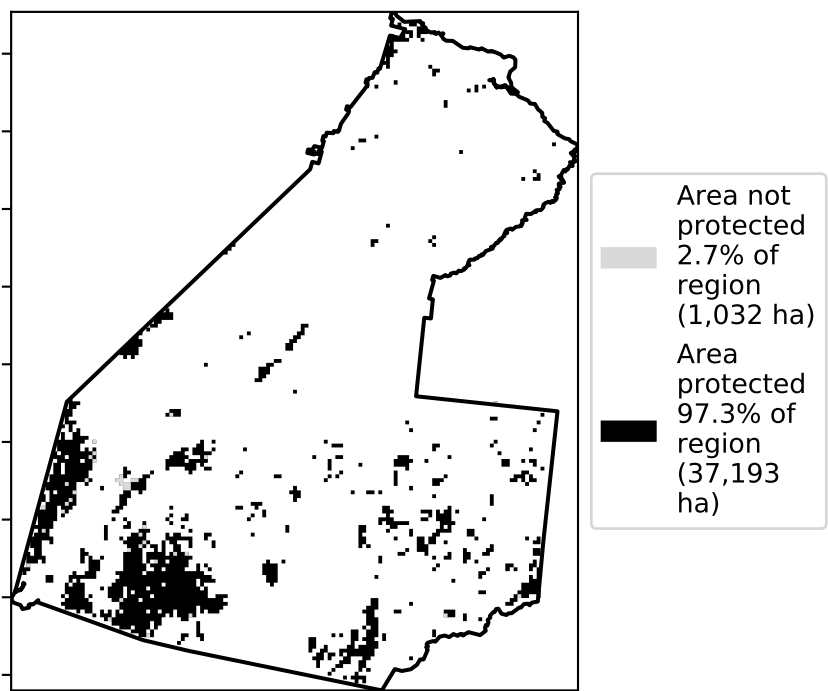 Area not
protected
2.7% of
region
(1,032 ha)
Area
protected
97.3% of
region
(37,193
ha)